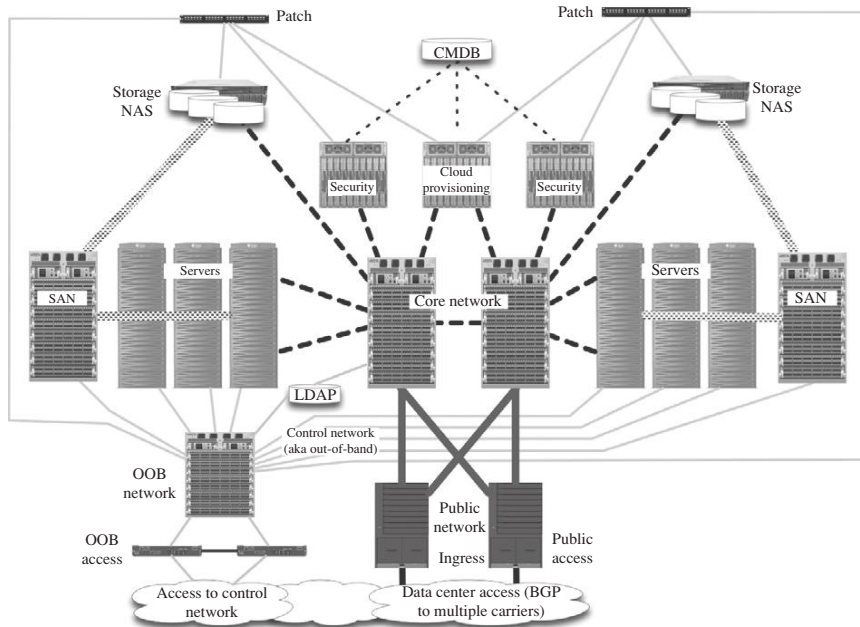 Patch
Patch
CMDB
Storage
NAS
Storage
NAS
Security
Cloud
provisioning
Security
Servers
Servers
SAN
Core network
SAN
LDAP
Control network
(aka out-of-band)
OOB
network
Public
network
OOB
access
Ingress
Public
access
Access to control
network
Data center access (BGP
to multiple carriers)